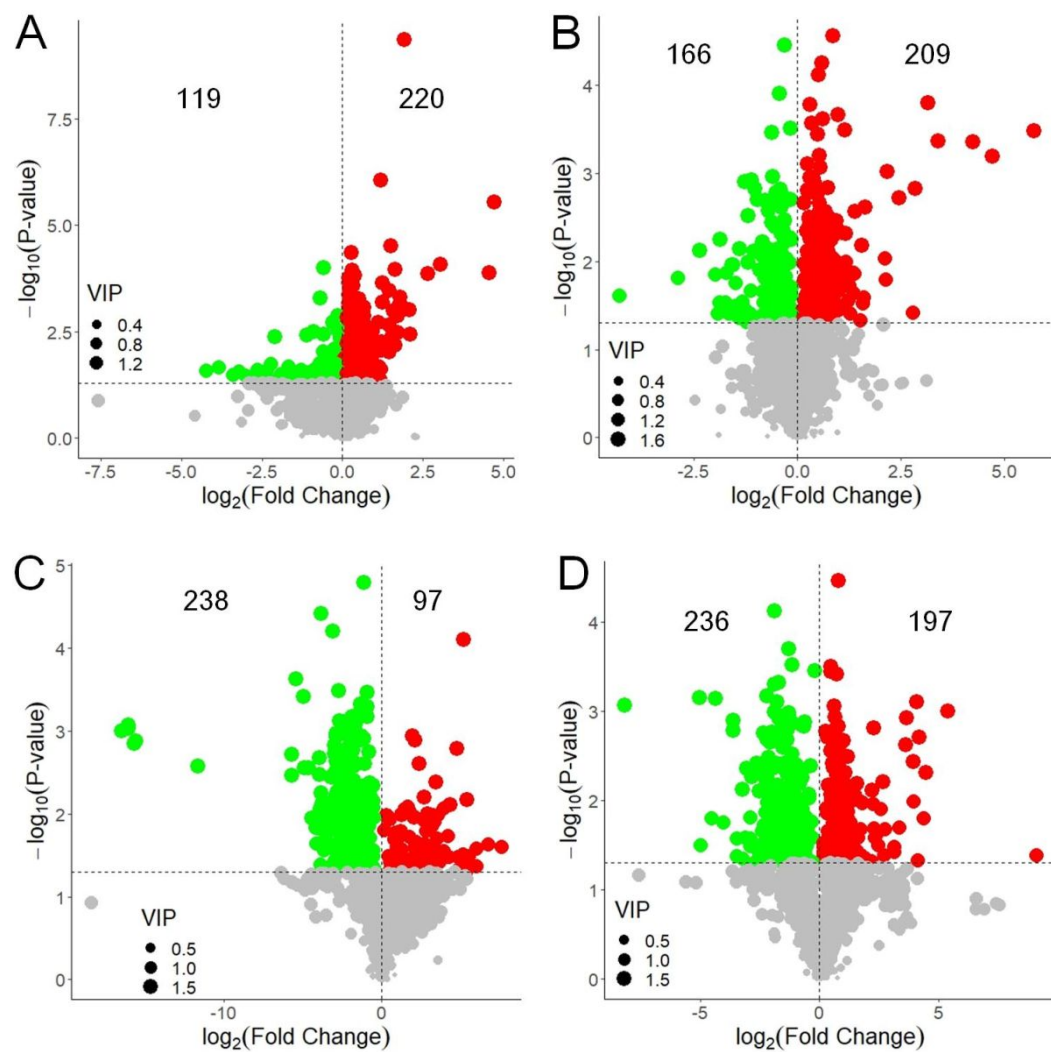 A
119
220
−log₁₀(P-value)
7.5
5.0
2.5
0.0
VIP
0.4
0.8
1.2
-7.5 -5.0 -2.5 0.0 2.5 5.0
log₂(Fold Change)
B
166
209
−log₁₀(P-value)
4
3
2
1
0
VIP
0.4
0.8
1.2
1.6
-2.5 0.0 2.5 5.0
log₂(Fold Change)
C
238
97
−log₁₀(P-value)
5
4
3
2
1
0
VIP
0.5
1.0
1.5
-10 0
log₂(Fold Change)
D
236
197
−log₁₀(P-value)
4
3
2
1
0
VIP
0.5
1.0
1.5
-5 0 5
log₂(Fold Change)